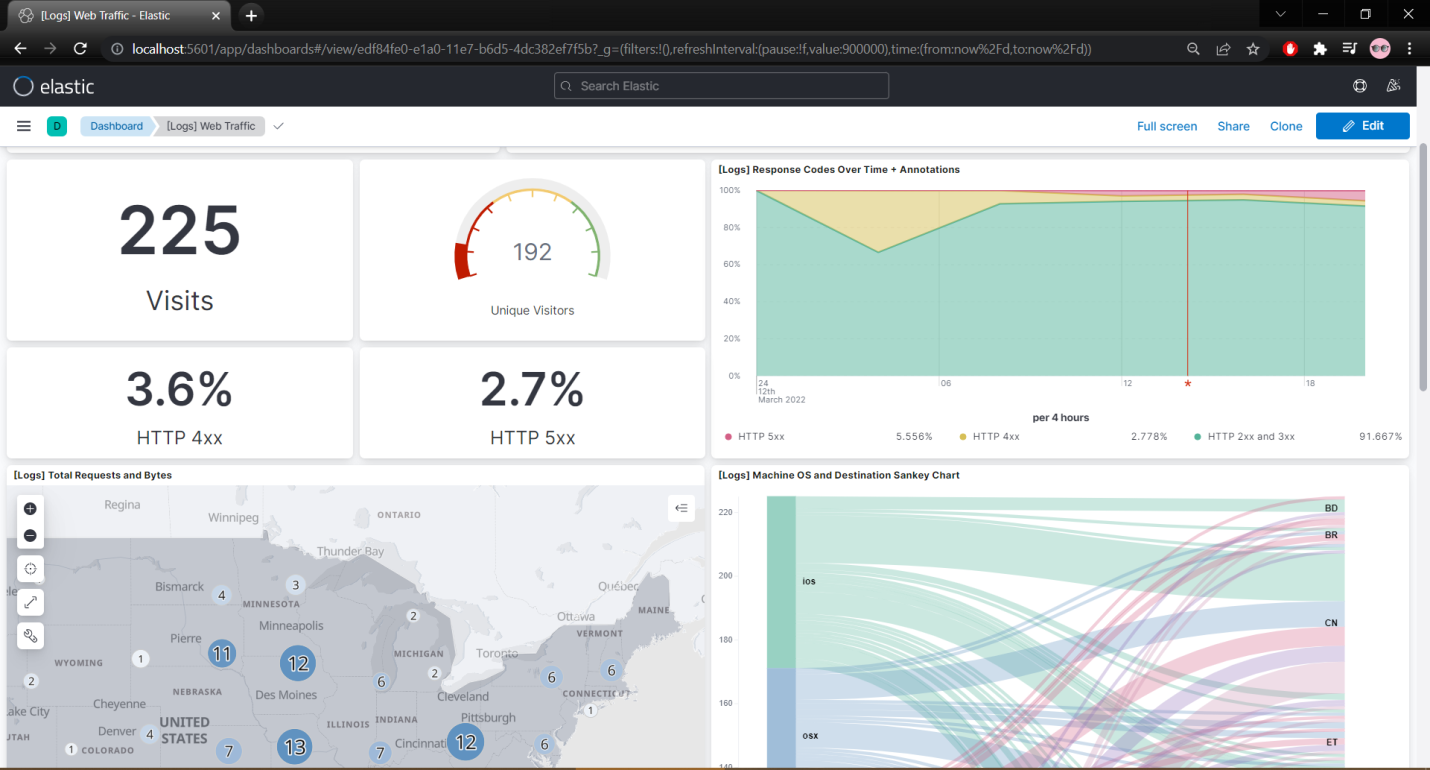 [Logs] Web Traffic - Elastic
localhost:5601/app/dashboards#/view/edf84fe0-e1a0-11e7-b6d5-4dc382ef7f5b?_g=(filters:!(),refreshInterval:(pause:!f,value:900000),time:(from:now%2Fd,to:now%2Fd))
elastic
Search Elastic
D
Dashboard
[Logs] Web Traffic
Full screen
Share
Clone
Edit
225
Visits
192
Unique Visitors
3.6%
HTTP 4xx
2.7%
HTTP 5xx
[Logs] Response Codes Over Time + Annotations
100%
80%
60%
40%
20%
0%
24
12th
March 2022
06
12
18
per 4 hours
HTTP 5xx 5.556%
HTTP 4xx 2.778%
HTTP 2xx and 3xx 91.667%
[Logs] Total Requests and Bytes
Regina
Winnipeg
ONTARIO
Thunder Bay
Bismarck
4
3
Québec
MINNESOTA
2
Ottawa
MAINE
Minneapolis
VERMONT
Pierre
11
12
MICHIGAN
Toronto
WYOMING
1
2
6
6
6
2
NEBRASKA
Des Moines
Cleveland
CONNECTICUT
1
Cheyenne
ake City
Pittsburgh
UNITED
STATES
ILLINOIS
INDIANA
Denver
4
UTAH
1
COLORADO
7
13
7
Cincinnati
12
6
[Logs] Machine OS and Destination Sankey Chart
220
200
180
160
140
ios
osx
BD
BR
CN
ET